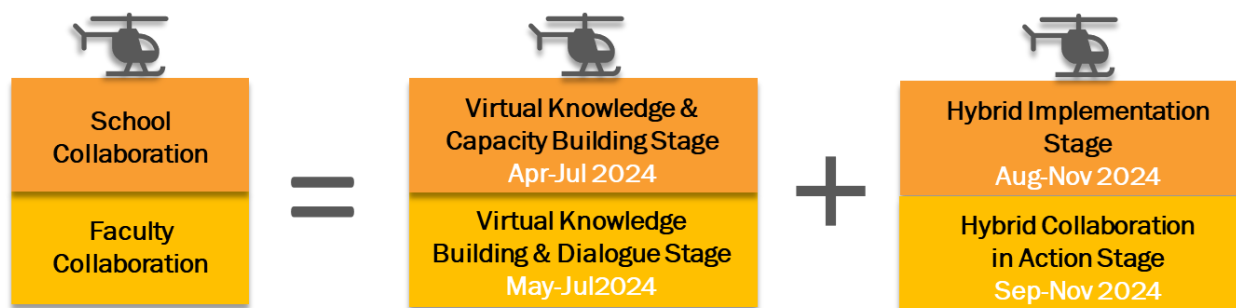 School
Collaboration
Faculty
Collaboration
=
Virtual Knowledge &
Capacity Building Stage
Apr-Jul 2024
Virtual Knowledge
Building & Dialogue Stage
May-Jul2024
+
Hybrid Implementation
Stage
Aug-Nov 2024
Hybrid Collaboration
in Action Stage
Sep-Nov 2024